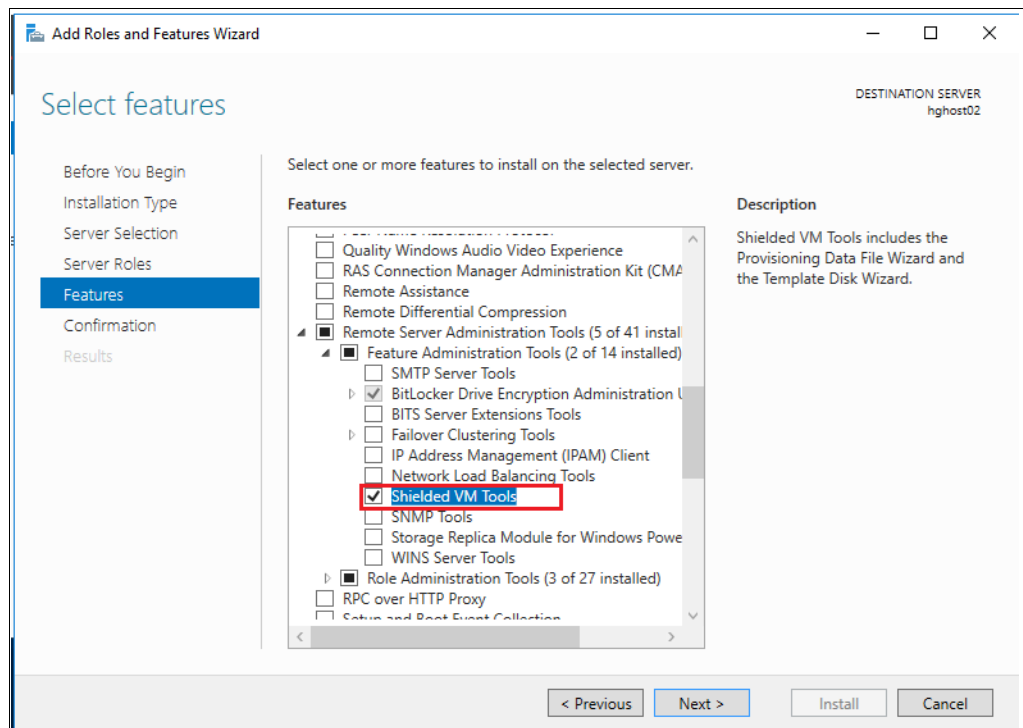 Add Roles and Features Wizard
Select features
DESTINATION SERVER
hghost02
Before You Begin
Installation Type
Server Selection
Server Roles
Features
Confirmation
Results
Select one or more features to install on the selected server.
Features
Quality Windows Audio Video Experience
RAS Connection Manager Administration Kit (CMA
Remote Assistance
Remote Differential Compression
Remote Server Administration Tools (5 of 41 instal
Feature Administration Tools (2 of 14 installed)
SMTP Server Tools
BitLocker Drive Encryption Administration U
BITS Server Extensions Tools
Failover Clustering Tools
IP Address Management (IPAM) Client
Network Load Balancing Tools
Shielded VM Tools
SNMP Tools
Storage Replica Module for Windows Powe
WINS Server Tools
Role Administration Tools (3 of 27 installed)
RPC over HTTP Proxy
Setup and Boot Event Collection
Description
Shielded VM Tools includes the
Provisioning Data File Wizard and
the Template Disk Wizard.
< Previous
Next >
Install
Cancel